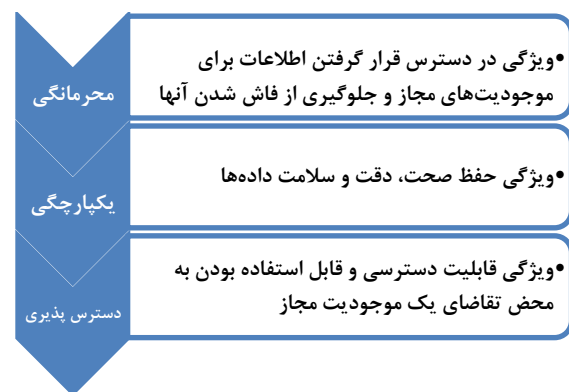 محرمانگی
•ویژگی در دسترس قرار گرفتن اطلاعات برای
موجودیت‌های مجاز و جلوگیری از فاش شدن آنها
یکپارچگی
•ویژگی حفظ صحت، دقت و سلامت داده‌ها
دسترس پذیری
•ویژگی قابلیت دسترسی و قابل استفاده بودن به
محض تقاضای یک موجودیت مجاز